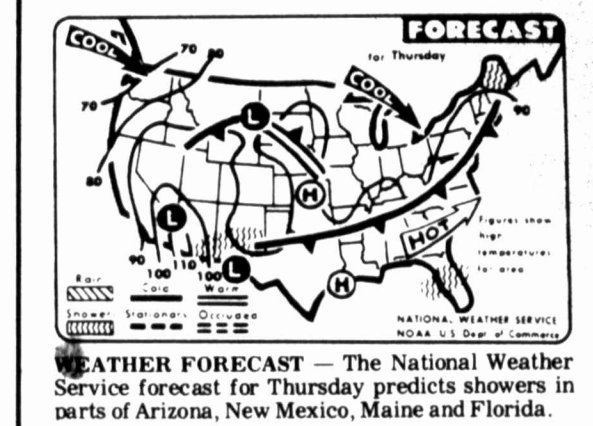 FORECAST
for Thursday
COOL
70
80
COOL
70
90
80
L
H
L
HOT
Figures show
high
temperatures
for area
90
100
110
100
L
H
Rain
Cold
Warm
Showers
Stationary
Occluded
NATIONAL WEATHER SERVICE
NOAA U S Dept of Commerce
WEATHER FORECAST — The National Weather
Service forecast for Thursday predicts showers in
parts of Arizona, New Mexico, Maine and Florida.